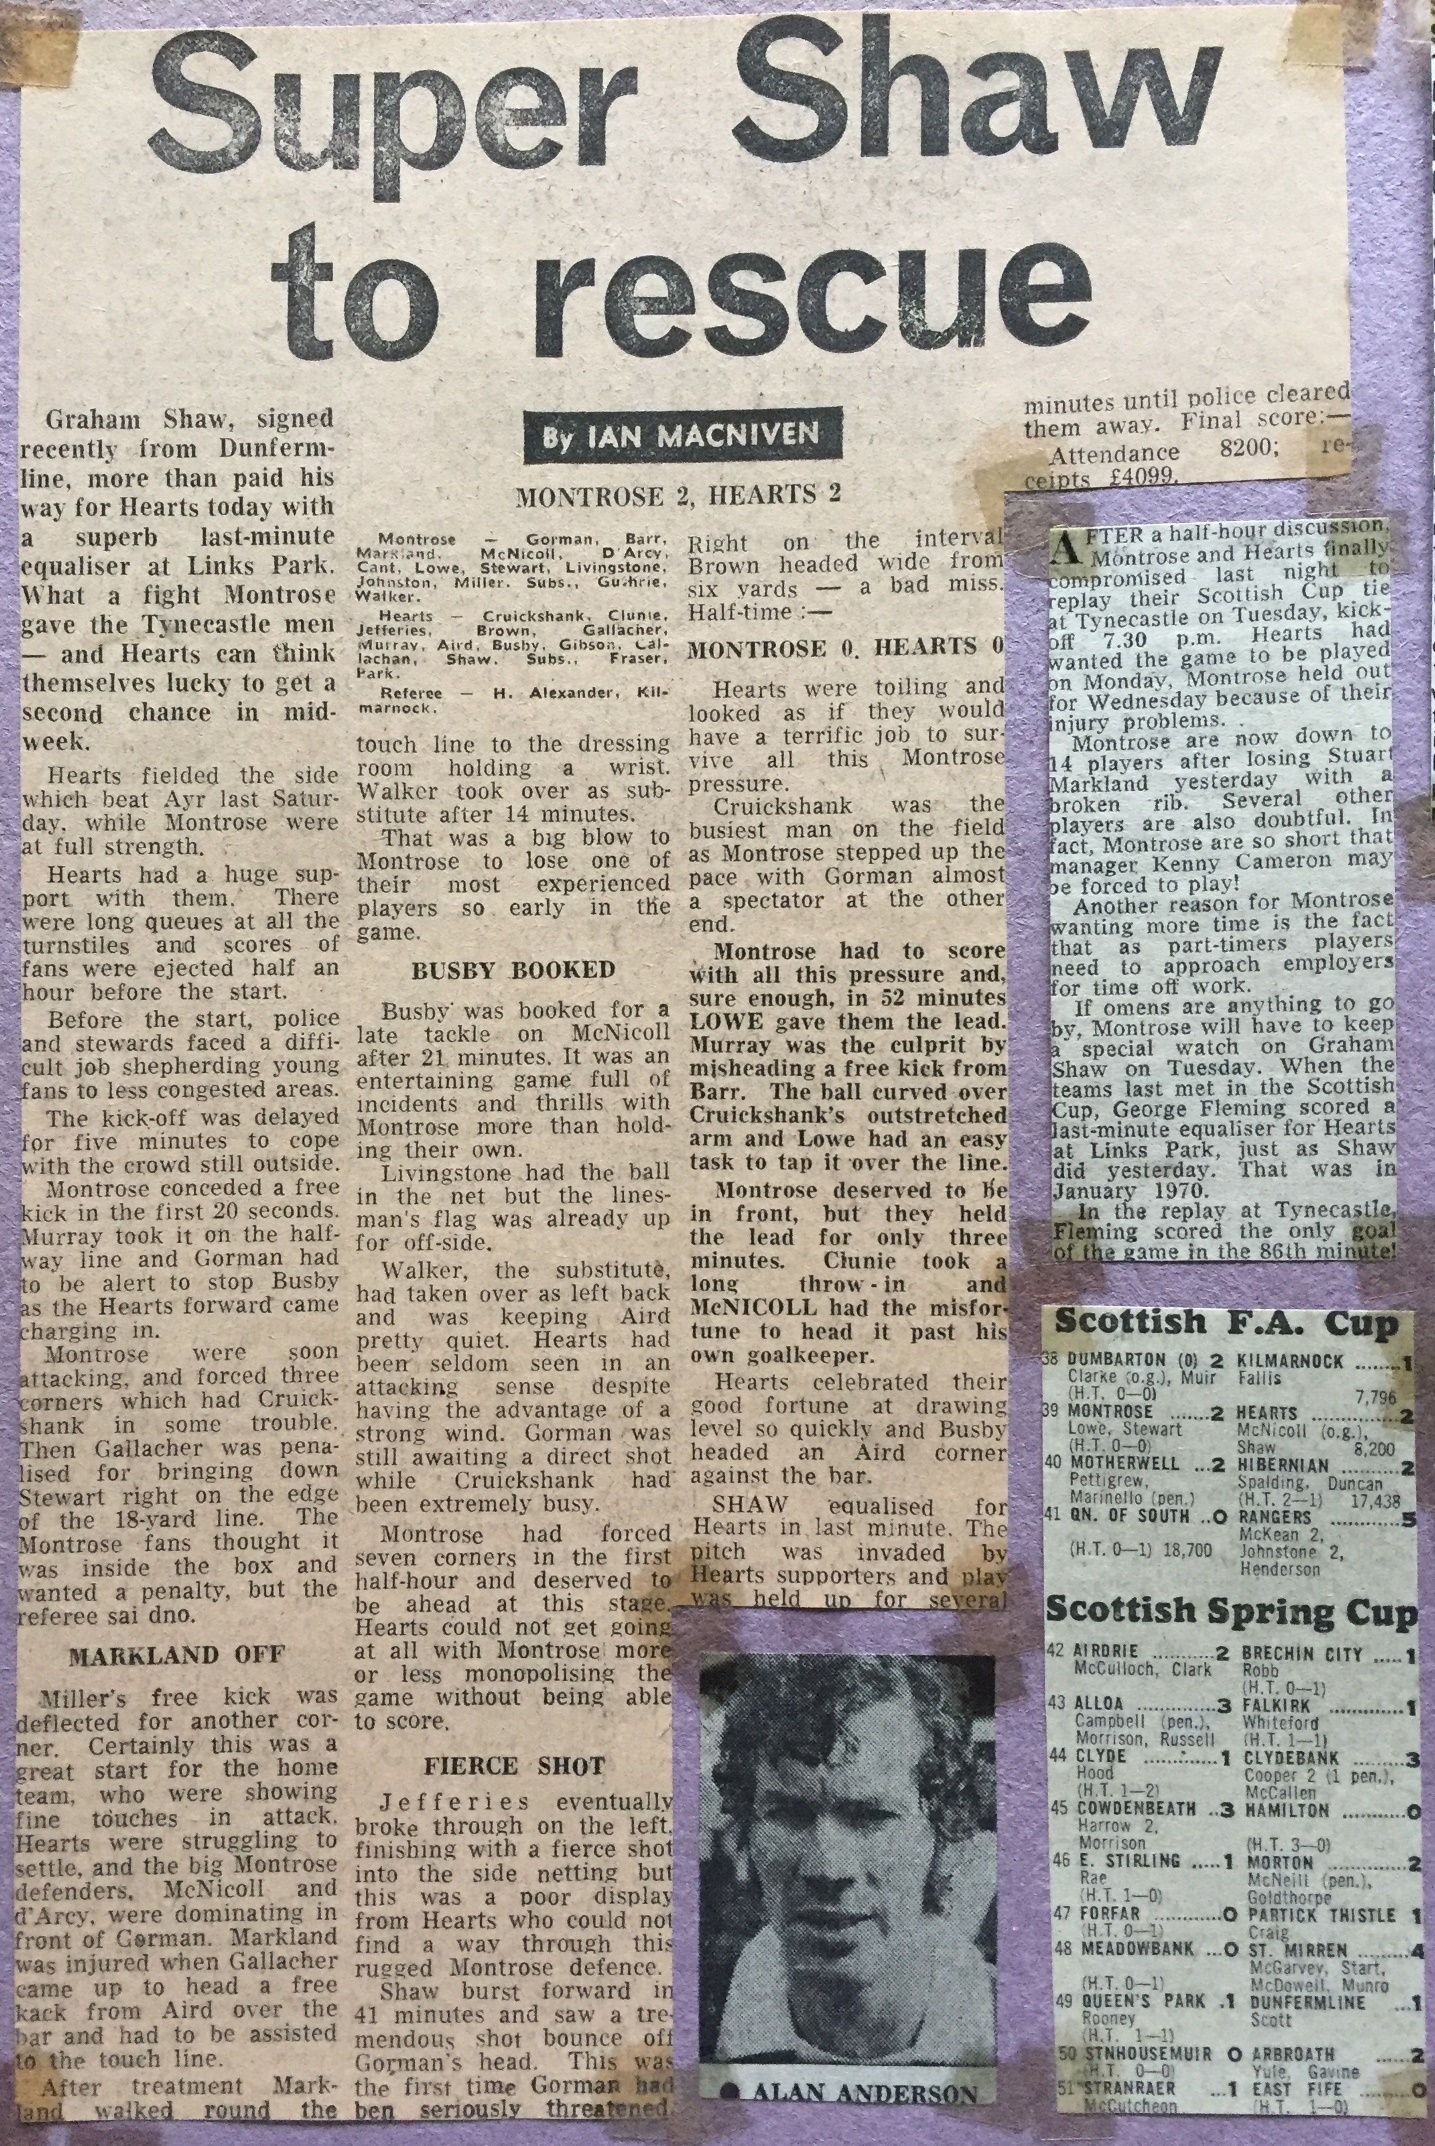 Super Shaw
to rescue
Graham Shaw, signed
recently from Dunferm-
line, more than paid his
way for Hearts today with
a superb last-minute
equaliser at Links Park.
What a fight Montrose
gave the Tynecastle men
— and Hearts can think
themselves lucky to get a
second chance in mid-
week.
Hearts fielded the side
which beat Ayr last Satur-
day, while Montrose were
at full strength.
Hearts had a huge sup-
port with them. There
were long queues at all the
turnstiles and scores of
fans were ejected half an
hour before the start.
Before the start, police
and stewards faced a diffi-
cult job shepherding young
fans to less congested areas.
The kick-off was delayed
for five minutes to cope
with the crowd still outside.
Montrose conceded a free
kick in the first 20 seconds.
Murray took it on the half-
way line and Gorman had
to be alert to stop Busby
as the Hearts forward came
charging in.
Montrose were soon
attacking, and forced three
corners which had Cruick-
shank in some trouble.
Then Gallacher was pena-
lised for bringing down
Stewart right on the edge
of the 18-yard line. The
Montrose fans thought it
was inside the box and
wanted a penalty, but the
referee sai dno.
MARKLAND OFF
Miller's free kick was
deflected for another cor-
ner. Certainly this was a
great start for the home
team, who were showing
fine touches in attack.
Hearts were struggling to
settle, and the big Montrose
defenders, McNicoll and
d'Arcy, were dominating in
front of Gorman. Markland
was injured when Gallacher
came up to head a free
kack from Aird over the
bar and had to be assisted
to the touch line.
After treatment Mark-
land walked round the
By IAN MACNIVEN
MONTROSE 2, HEARTS 2
Montrose — Gorman, Barr,
Markland, McNicoll, D'Arcy,
Cant, Lowe, Stewart, Livingstone,
Johnston, Miller. Subs., Guthrie,
Walker.
Hearts — Cruickshank, Clunie,
Jefferies, Brown, Gallacher,
Murray, Aird, Busby, Gibson, Cal-
lachan, Shaw. Subs., Fraser,
Park.
Referee — H. Alexander, Kil-
marnock.
touch line to the dressing
room holding a wrist.
Walker took over as sub-
stitute after 14 minutes.
That was a big blow to
Montrose to lose one of
their most experienced
players so early in the
game.
BUSBY BOOKED
Busby was booked for a
late tackle on McNicoll
after 21 minutes. It was an
entertaining game full of
incidents and thrills with
Montrose more than hold-
ing their own.
Livingstone had the ball
in the net but the lines-
man's flag was already up
for off-side.
Walker, the substitute,
had taken over as left back
and was keeping Aird
pretty quiet. Hearts had
been seldom seen in an
attacking sense despite
having the advantage of a
strong wind. Gorman was
still awaiting a direct shot
while Cruickshank had
been extremely busy.
Montrose had forced
seven corners in the first
half-hour and deserved to
be ahead at this stage.
Hearts could not get going
at all with Montrose more
or less monopolising the
game without being able
to score.
FIERCE SHOT
Jefferies eventually
broke through on the left,
finishing with a fierce shot
into the side netting but
this was a poor display
from Hearts who could not
find a way through this
rugged Montrose defence.
Shaw burst forward in
41 minutes and saw a tre-
mendous shot bounce off
Gorman's head. This was
the first time Gorman had
ben seriously threatened.
Right on the interval
Brown headed wide from
six yards — a bad miss.
Half-time :—
MONTROSE 0. HEARTS 0
Hearts were toiling and
looked as if they would
have a terrific job to sur-
vive all this Montrose
pressure.
Cruickshank was the
busiest man on the field
as Montrose stepped up the
pace with Gorman almost
a spectator at the other
end.
Montrose had to score
with all this pressure and,
sure enough, in 52 minutes
LOWE gave them the lead.
Murray was the culprit by
misheading a free kick from
Barr. The ball curved over
Cruickshank's outstretched
arm and Lowe had an easy
task to tap it over the line.
Montrose deserved to be
in front, but they held
the lead for only three
minutes. Clunie took a
long throw-in and
McNICOLL had the misfor-
tune to head it past his
own goalkeeper.
Hearts celebrated their
good fortune at drawing
level so quickly and Busby
headed an Aird corner
against the bar.
SHAW equalised for
Hearts in last minute. The
pitch was invaded by
Hearts supporters and play
was held up for several
minutes until police cleared
them away. Final score:—
Attendance 8200; re-
ceipts £4099.
● ALAN ANDERSON
AFTER a half-hour discussion,
Montrose and Hearts finally
compromised last night to
replay their Scottish Cup tie
at Tynecastle on Tuesday, kick-
off 7.30 p.m. Hearts had
wanted the game to be played
on Monday, Montrose held out
for Wednesday because of their
injury problems.
Montrose are now down to
14 players after losing Stuart
Markland yesterday with a
broken rib. Several other
players are also doubtful. In
fact, Montrose are so short that
manager Kenny Cameron may
be forced to play!
Another reason for Montrose
wanting more time is the fact
that as part-timers players
need to approach employers
for time off work.
If omens are anything to go
by, Montrose will have to keep
a special watch on Graham
Shaw on Tuesday. When the
teams last met in the Scottish
Cup, George Fleming scored a
last-minute equaliser for Hearts
at Links Park, just as Shaw
did yesterday. That was in
January 1970.
In the replay at Tynecastle,
Fleming scored the only goal
of the game in the 86th minute!
Scottish F.A. Cup
38 DUMBARTON (0) 2 KILMARNOCK ........1
Clarke (o.g.), Muir Fallis
(H.T. 0—0) 7,796
39 MONTROSE .......2 HEARTS .............2
Lowe, Stewart McNicoll (o.g.),
(H.T. 0—0) Shaw 8,200
40 MOTHERWELL ...2 HIBERNIAN ..........2
Pettigrew, Spalding, Duncan
Marinello (pen.) (H.T. 2—1) 17,438
41 QN. OF SOUTH ..0 RANGERS ............5
McKean 2,
(H.T. 0—1) 18,700 Johnstone 2,
Henderson
Scottish Spring Cup
42 AIRDRIE ..........2 BRECHIN CITY .....1
McCulloch, Clark Robb
(H.T. 0—1)
43 ALLOA ..............3 FALKIRK .............1
Campbell (pen.), Whiteford
Morrison, Russell (H.T. 1—1)
44 CLYDE ...........1 CLYDEBANK ........3
Hood Cooper 2 (1 pen.),
(H.T. 1—2) McCallen
45 COWDENBEATH ..3 HAMILTON ..........0
Harrow 2,
Morrison (H.T. 3—0)
46 E. STIRLING .....1 MORTON .............2
Rae McNeill (pen.),
(H.T. 1—0) Goldthorpe
47 FORFAR ............0 PARTICK THISTLE 1
(H.T. 0—1) Craig
48 MEADOWBANK ...0 ST. MIRREN ........4
McGarvey, Start,
(H.T. 0—1) McDowell, Munro
49 QUEEN'S PARK .1 DUNFERMLINE ...1
Rooney Scott
(H.T. 1—1)
50 STNHOUSEMUIR 0 ARBROATH ......2
(H.T. 0—0) Yule, Gavine
51 STRANRAER ...1 EAST FIFE ........0
McCutcheon (H.T. 1—0)